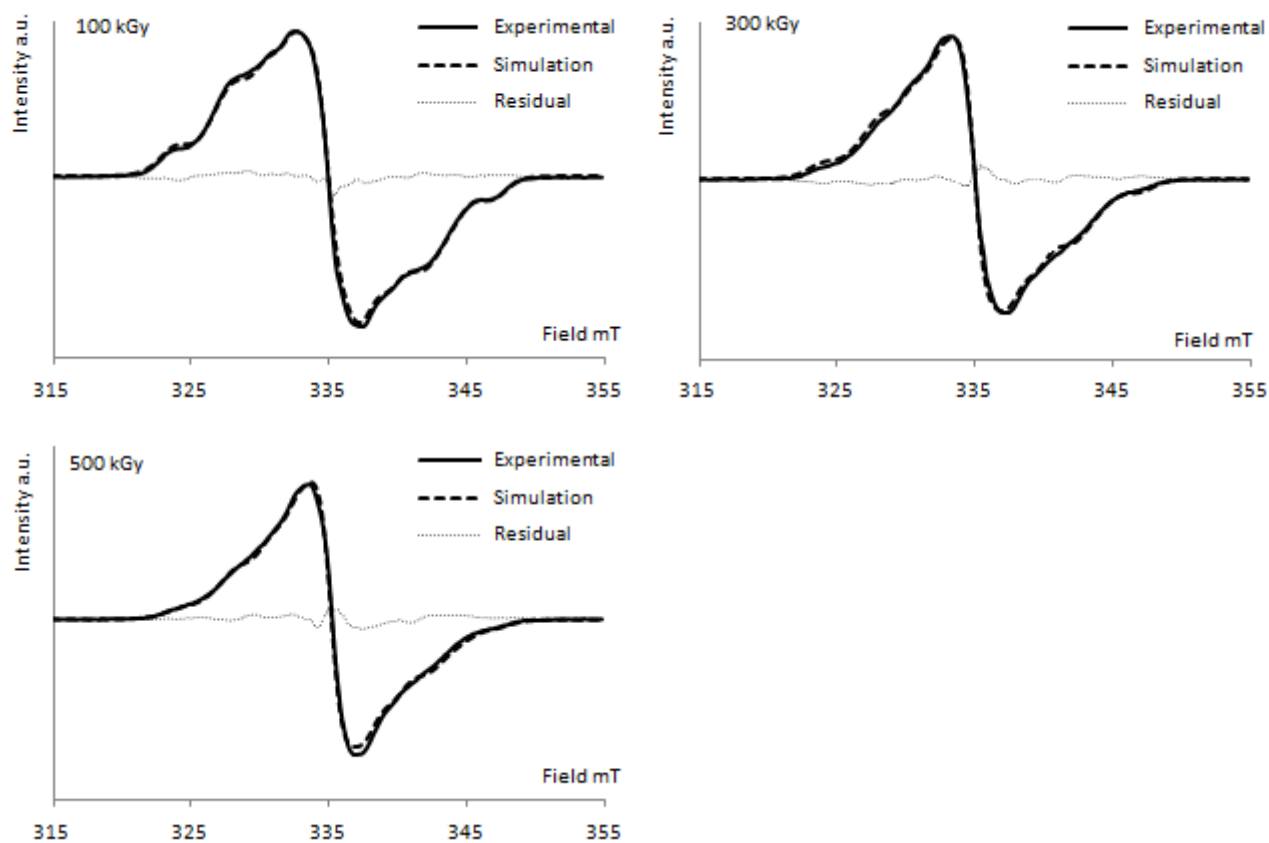 100 kGy
Intensity a.u.
Experimental
Simulation
Residual
Field mT
315 325 335 345 355
300 kGy
Intensity a.u.
Experimental
Simulation
Residual
Field mT
315 325 335 345 355
500 kGy
Intensity a.u.
Experimental
Simulation
Residual
Field mT
315 325 335 345 355